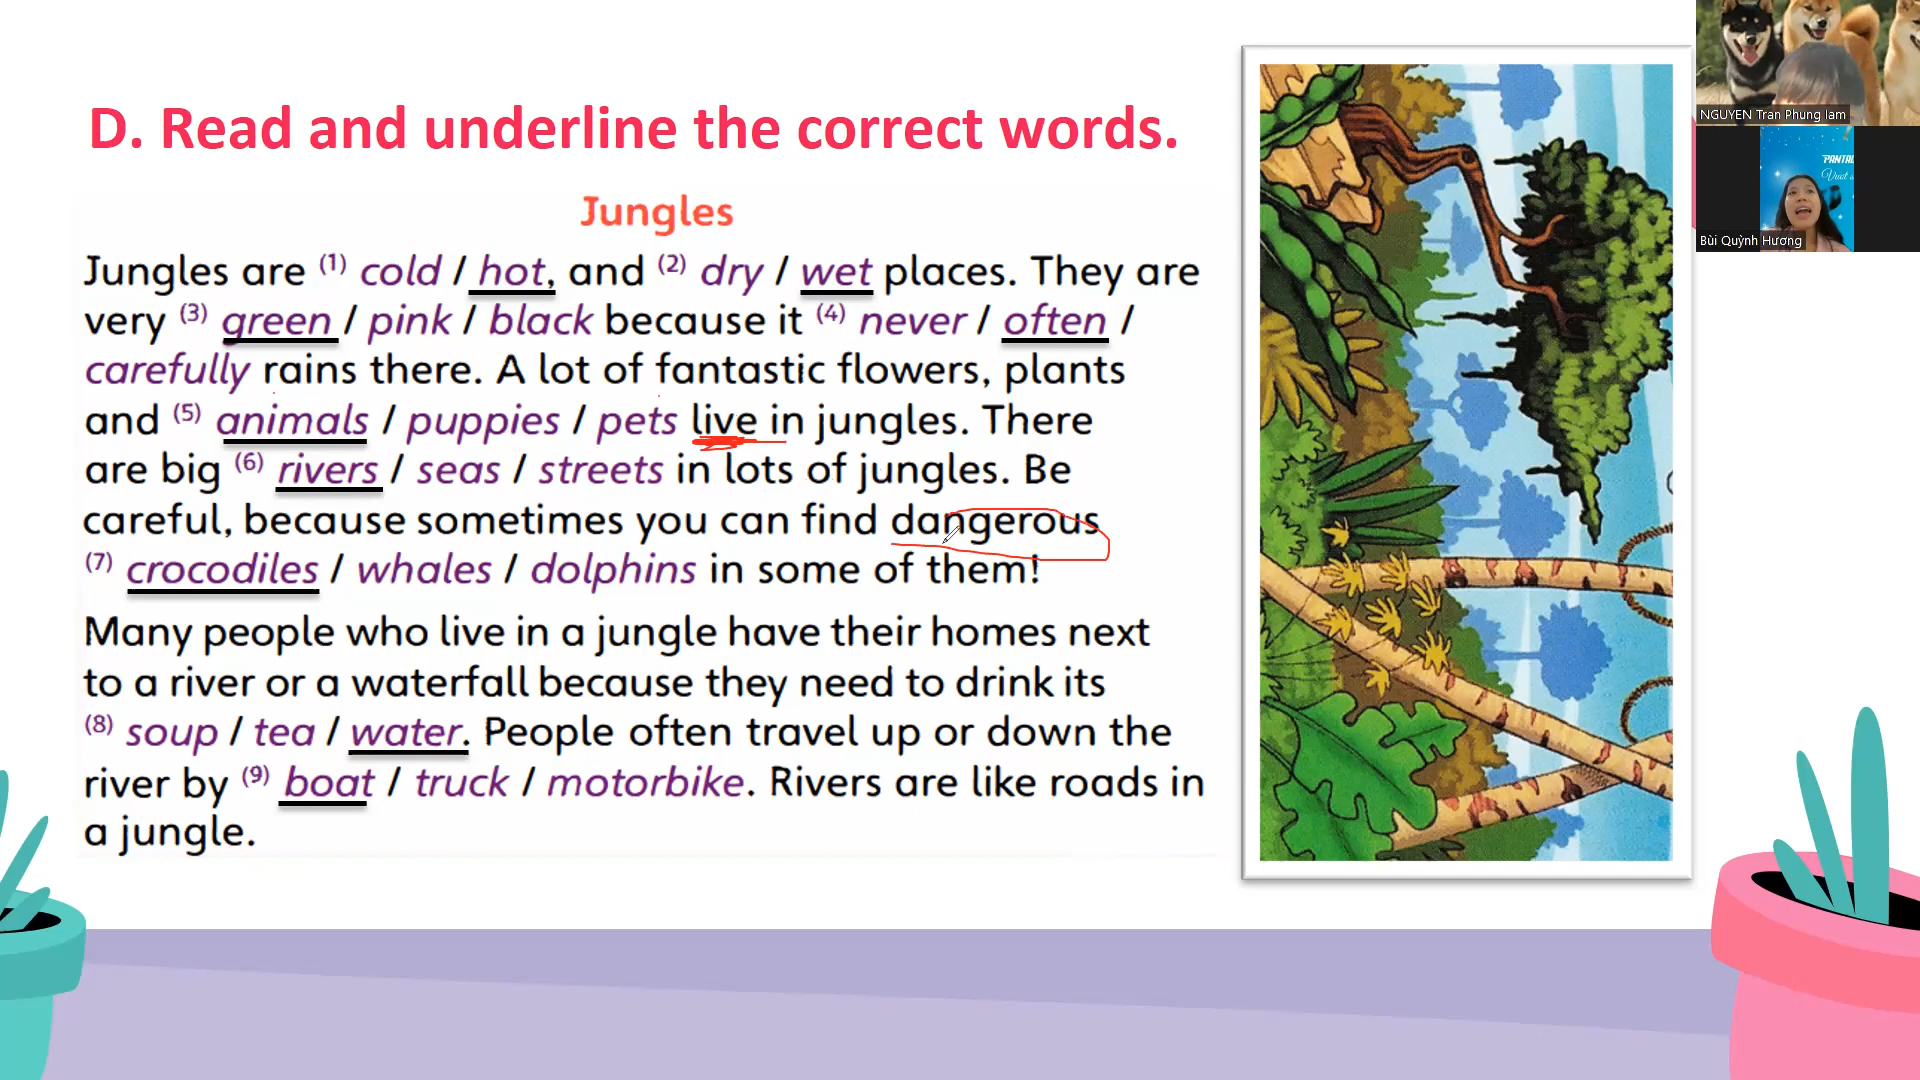 D. Read and underline the correct words.
Jungles
Jungles are (1) cold / hot, and (2) dry / wet places. They are
very (3) green / pink / black because it (4) never / often /
carefully rains there. A lot of fantastic flowers, plants
and (5) animals / puppies / pets live in jungles. There
are big (6) rivers / seas / streets in lots of jungles. Be
careful, because sometimes you can find dangerous
(7) crocodiles / whales / dolphins in some of them!
Many people who live in a jungle have their homes next
to a river or a waterfall because they need to drink its
(8) soup / tea / water. People often travel up or down the
river by (9) boat / truck / motorbike. Rivers are like roads in
a jungle.
NGUYEN Tran Phung lam
Bùi Quỳnh Hương